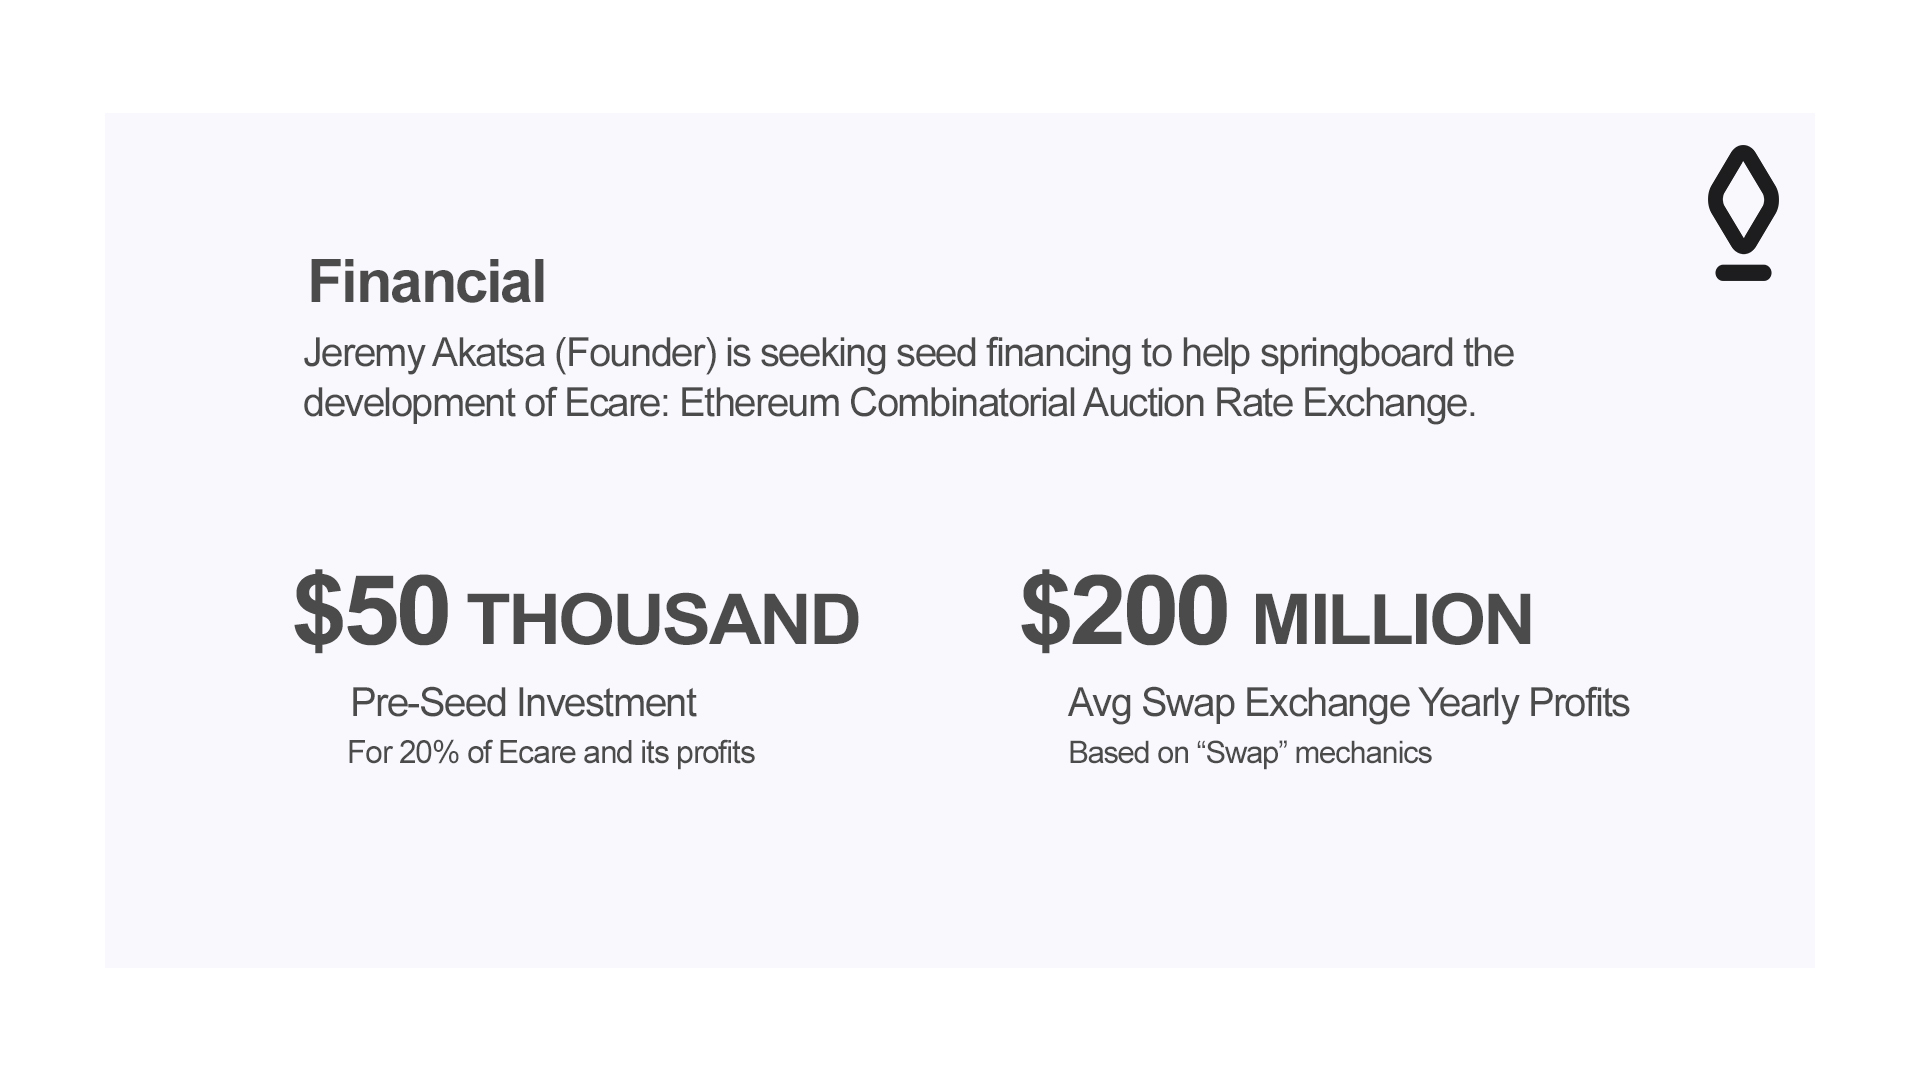 Financial
Jeremy Akatsa (Founder) is seeking seed financing to help springboard the
development of Ecare: Ethereum Combinatorial Auction Rate Exchange.
$50 THOUSAND
Pre-Seed Investment
For 20% of Ecare and its profits
$200 MILLION
Avg Swap Exchange Yearly Profits
Based on “Swap” mechanics